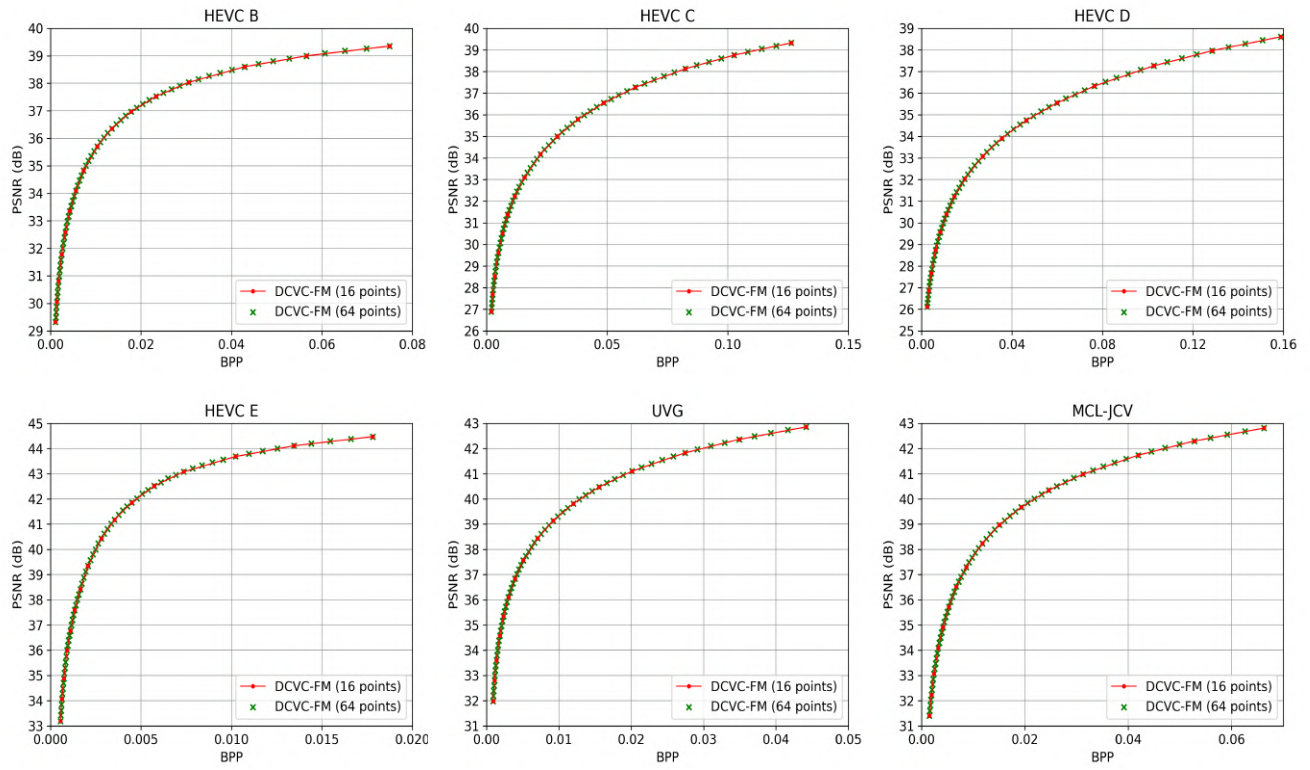 HEVC B
PSNR (dB)
40
39
38
37
36
35
34
33
32
31
30
29
DCVC-FM (16 points)
DCVC-FM (64 points)
0.00 0.02 0.04 0.06 0.08
BPP
HEVC C
PSNR (dB)
40
39
38
37
36
35
34
33
32
31
30
29
28
27
26
DCVC-FM (16 points)
DCVC-FM (64 points)
0.00 0.05 0.10 0.15
BPP
HEVC D
PSNR (dB)
39
38
37
36
35
34
33
32
31
30
29
28
27
26
25
DCVC-FM (16 points)
DCVC-FM (64 points)
0.00 0.04 0.08 0.12 0.16
BPP
HEVC E
PSNR (dB)
45
44
43
42
41
40
39
38
37
36
35
34
33
DCVC-FM (16 points)
DCVC-FM (64 points)
0.000 0.005 0.010 0.015 0.020
BPP
UVG
PSNR (dB)
43
42
41
40
39
38
37
36
35
34
33
32
31
DCVC-FM (16 points)
DCVC-FM (64 points)
0.00 0.01 0.02 0.03 0.04 0.05
BPP
MCL-JCV
PSNR (dB)
43
42
41
40
39
38
37
36
35
34
33
32
31
DCVC-FM (16 points)
DCVC-FM (64 points)
0.00 0.02 0.04 0.06
BPP